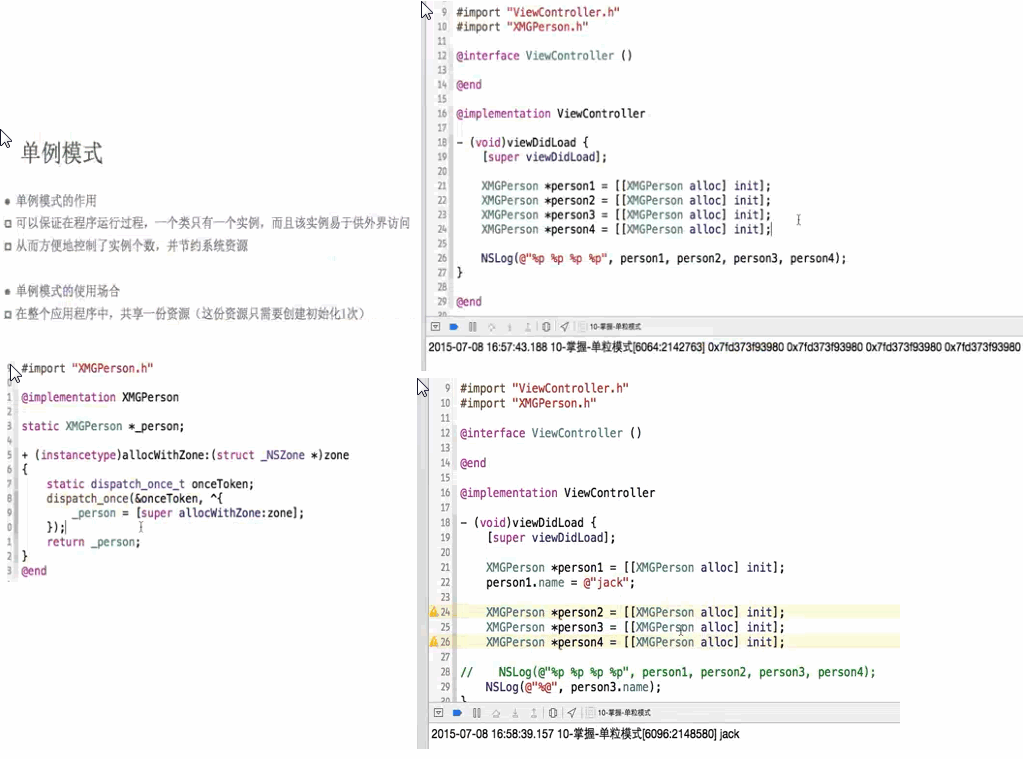 单例模式
单例模式的作用
可以保证在程序运行过程，一个类只有一个实例，而且该实例易于供外界访问
从而方便地控制了实例个数，并节约系统资源
单例模式的使用场合
在整个应用程序中，共享一份资源（这份资源只需要创建初始化1次）
#import "XMGPerson.h"
1 @implementation XMGPerson
2
3 static XMGPerson *_person;
4
5 + (instancetype)allocWithZone:(struct _NSZone *)zone
6 {
7 static dispatch_once_t onceToken;
8 dispatch_once(&onceToken, ^{
9 _person = [super allocWithZone:zone];
0 });
1 return _person;
2 }
3 @end
9 #import "ViewController.h"
10 #import "XMGPerson.h"
11
12 @interface ViewController ()
13
14 @end
15
16 @implementation ViewController
17
18 - (void)viewDidLoad {
19 [super viewDidLoad];
20
21 XMGPerson *person1 = [[XMGPerson alloc] init];
22 XMGPerson *person2 = [[XMGPerson alloc] init];
23 XMGPerson *person3 = [[XMGPerson alloc] init];
24 XMGPerson *person4 = [[XMGPerson alloc] init];
25
26 NSLog(@"%p %p %p %p", person1, person2, person3, person4);
27 }
28
29 @end
30
10-掌握-单粒模式
2015-07-08 16:57:43.188 10-掌握-单粒模式[6064:2142763] 0x7fd373f93980 0x7fd373f93980 0x7fd373f93980 0x7fd373f93980
9 #import "ViewController.h"
10 #import "XMGPerson.h"
11
12 @interface ViewController ()
13
14 @end
15
16 @implementation ViewController
17
18 - (void)viewDidLoad {
19 [super viewDidLoad];
20
21 XMGPerson *person1 = [[XMGPerson alloc] init];
22 person1.name = @"jack";
23
24 XMGPerson *person2 = [[XMGPerson alloc] init];
25 XMGPerson *person3 = [[XMGPerson alloc] init];
26 XMGPerson *person4 = [[XMGPerson alloc] init];
27
28 // NSLog(@"%p %p %p %p", person1, person2, person3, person4);
29 NSLog(@"%@", person3.name);
30 }
10-掌握-单粒模式
2015-07-08 16:58:39.157 10-掌握-单粒模式[6096:2148580] jack